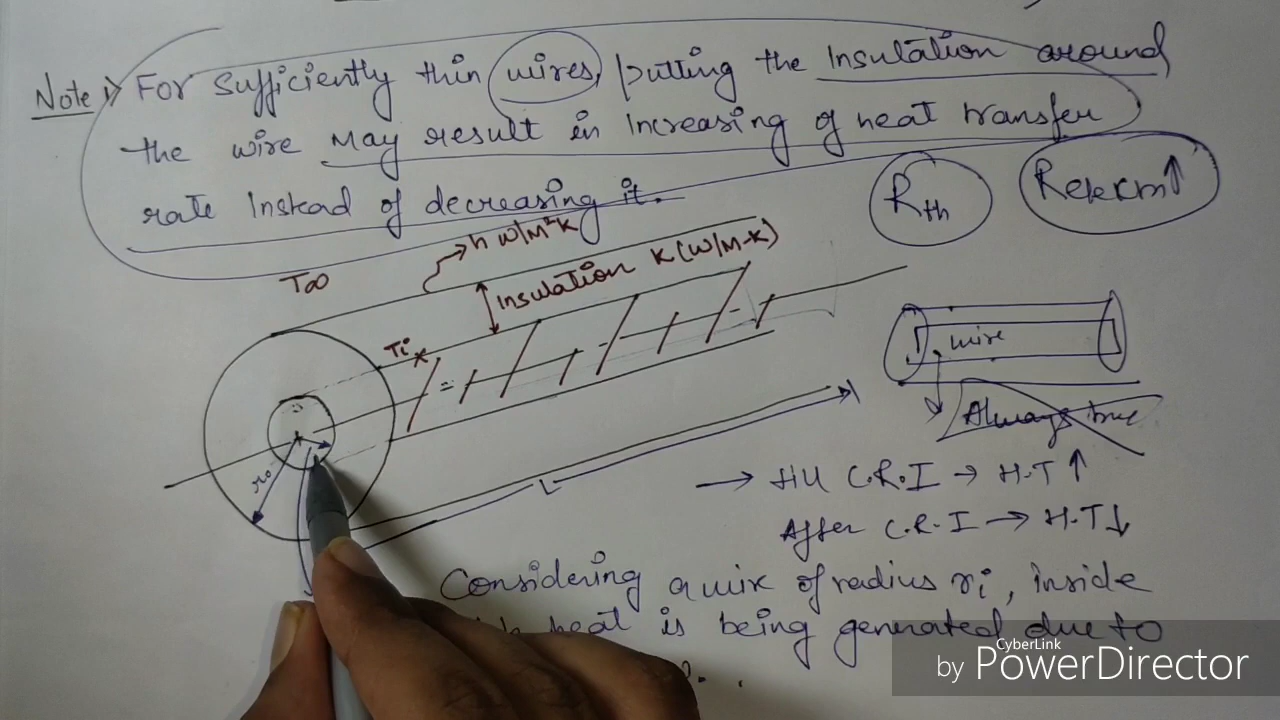 Note 1) For Sufficiently thin wires, putting the Insulation around
the wire May result in Increasing of heat transfer
rate Instead of decreasing it.
Rth
h W/M²K
T∞
Insulation K(W/M-K)
Ti
wire
Always true
ro
L
→ till C.R.I → H.T↑
After C.R.I → H.T↓
Considering a wire of radius ri, inside
heat is being generated due to
CyberLink
by PowerDirector